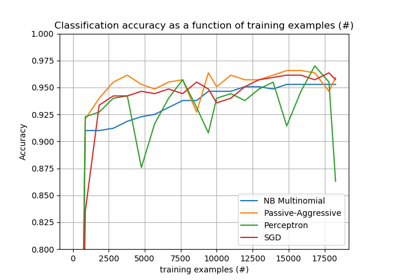 Classification accuracy as a function of training examples (#)
1.000
0.975
0.950
0.925
0.900
0.875
0.850
0.825
0.800
Accuracy
NB Multinomial
Passive-Aggressive
Perceptron
SGD
0 2500 5000 7500 10000 12500 15000 17500
training examples (#)